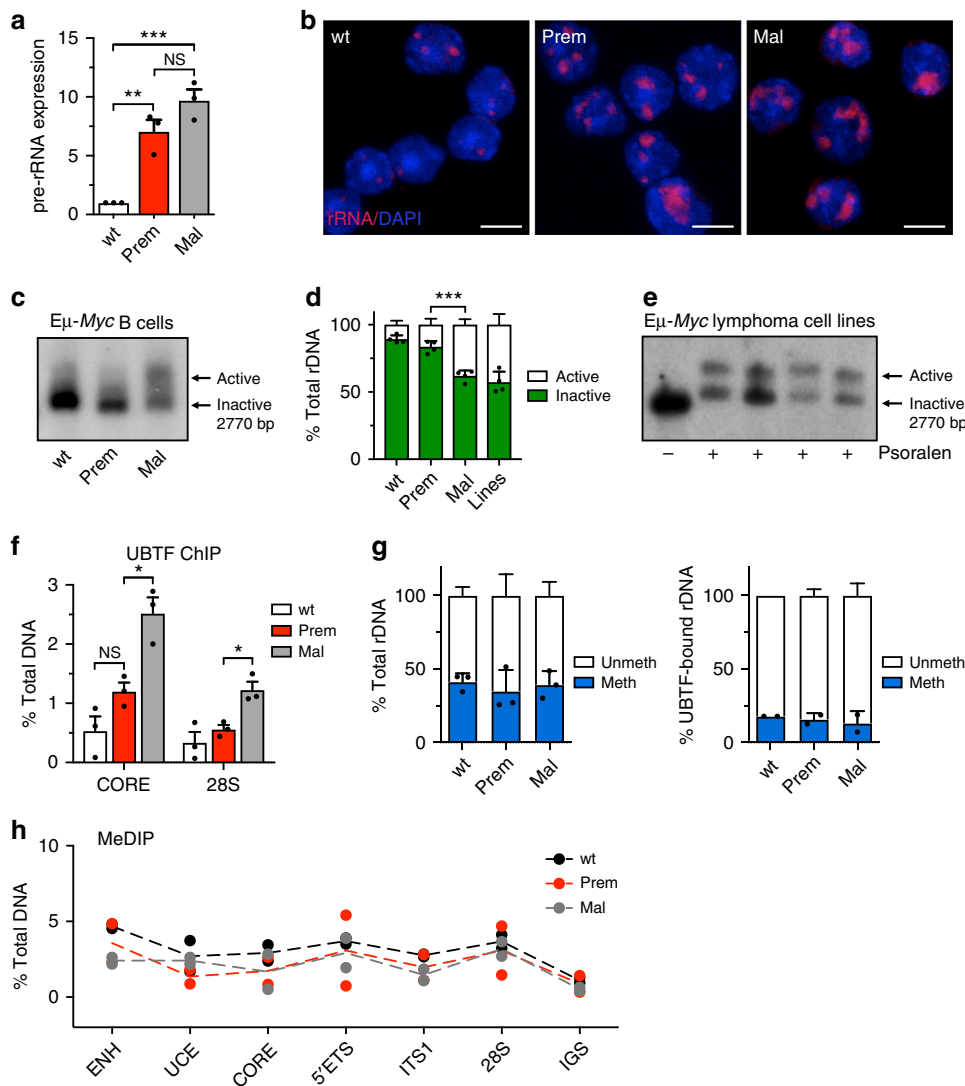 a
pre-rRNA expression
15
10
5
0
***
NS
**
wt
Prem
Mal
b
wt
Prem
Mal
rRNA/DAPI
c
Eμ-Myc B cells
Active
Inactive
2770 bp
wt
Prem
Mal
d
% Total rDNA
100
50
0
***
Active
Inactive
wt
Prem
Mal
Lines
e
Eμ-Myc lymphoma cell lines
Active
Inactive
2770 bp
– + + + + Psoralen
f
UBTF ChIP
% Total DNA
3
2
1
0
NS
*
*
wt
Prem
Mal
CORE
28S
g
% Total rDNA
100
50
0
Unmeth
Meth
wt
Prem
Mal
% UBTF-bound rDNA
100
50
0
Unmeth
Meth
wt
Prem
Mal
h
MeDIP
% Total DNA
10
5
0
wt
Prem
Mal
ENH
UCE
CORE
5'ETS
ITS1
28S
IGS